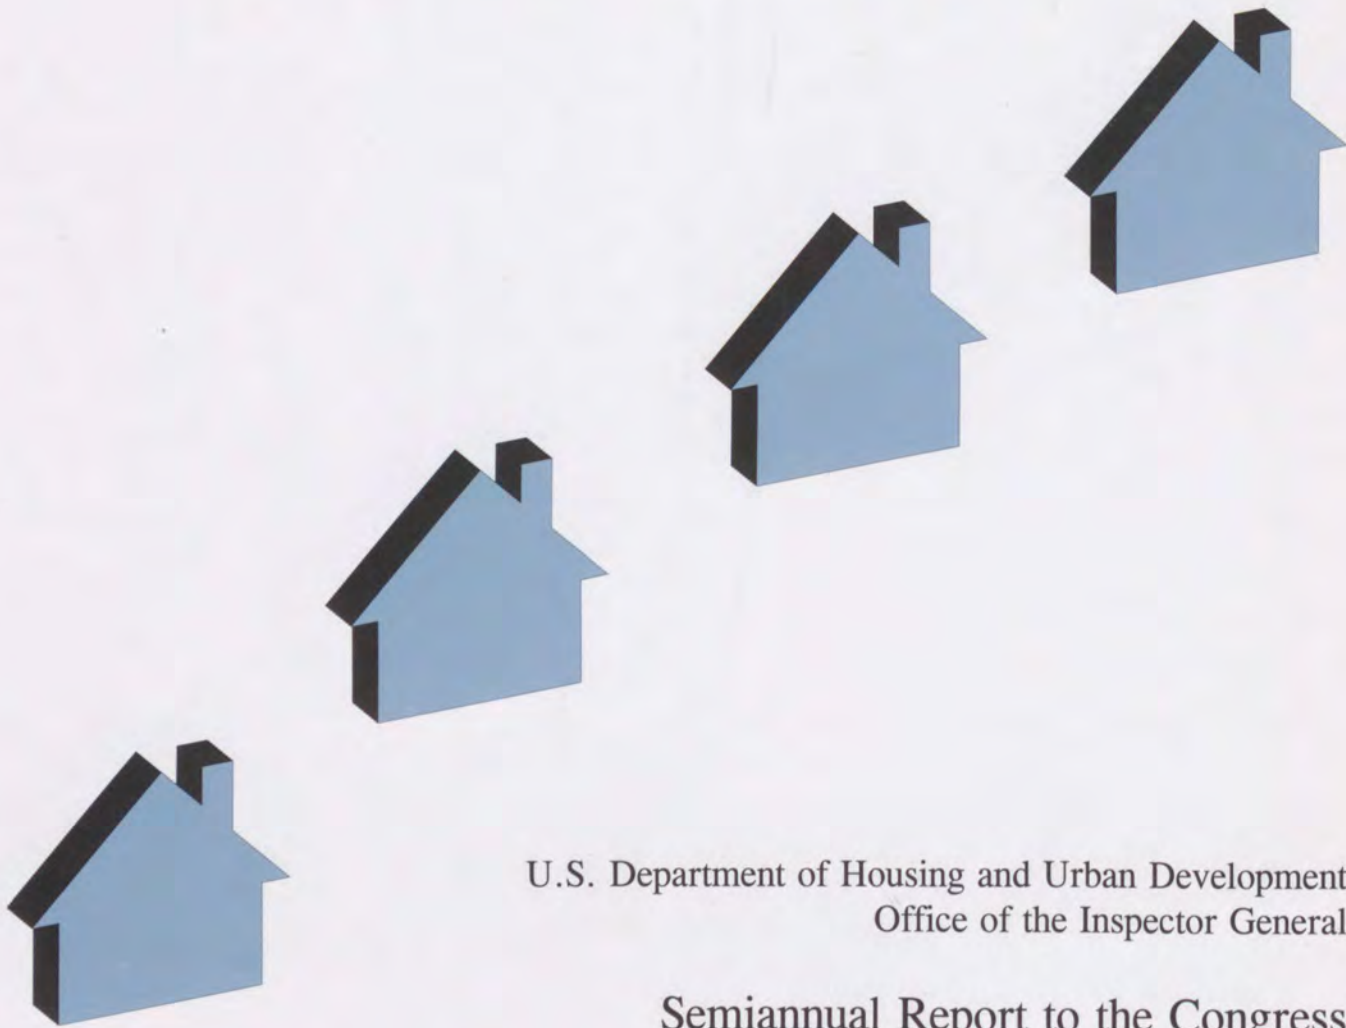 U.S. Department of Housing and Urban Development
Office of the Inspector General
Semiannual Report to the Congress